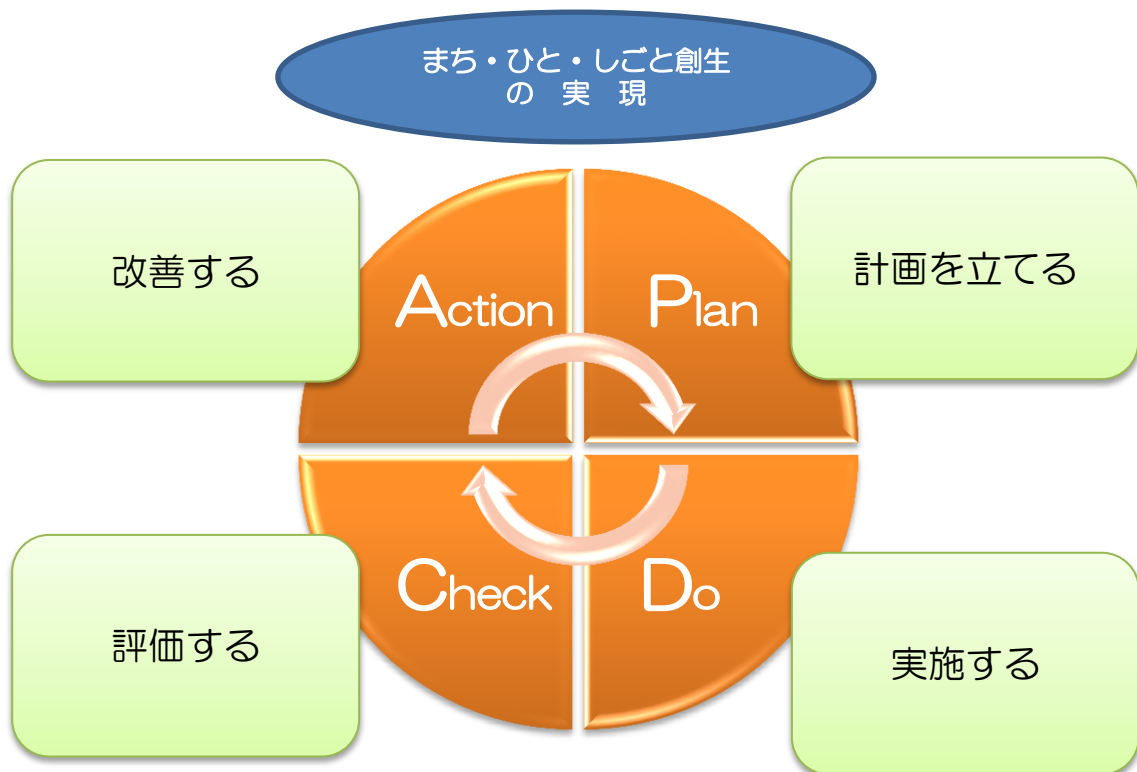 まち・ひと・しごと創生
の 実 現
改善する
計画を立てる
Action
Plan
Check
Do
評価する
実施する